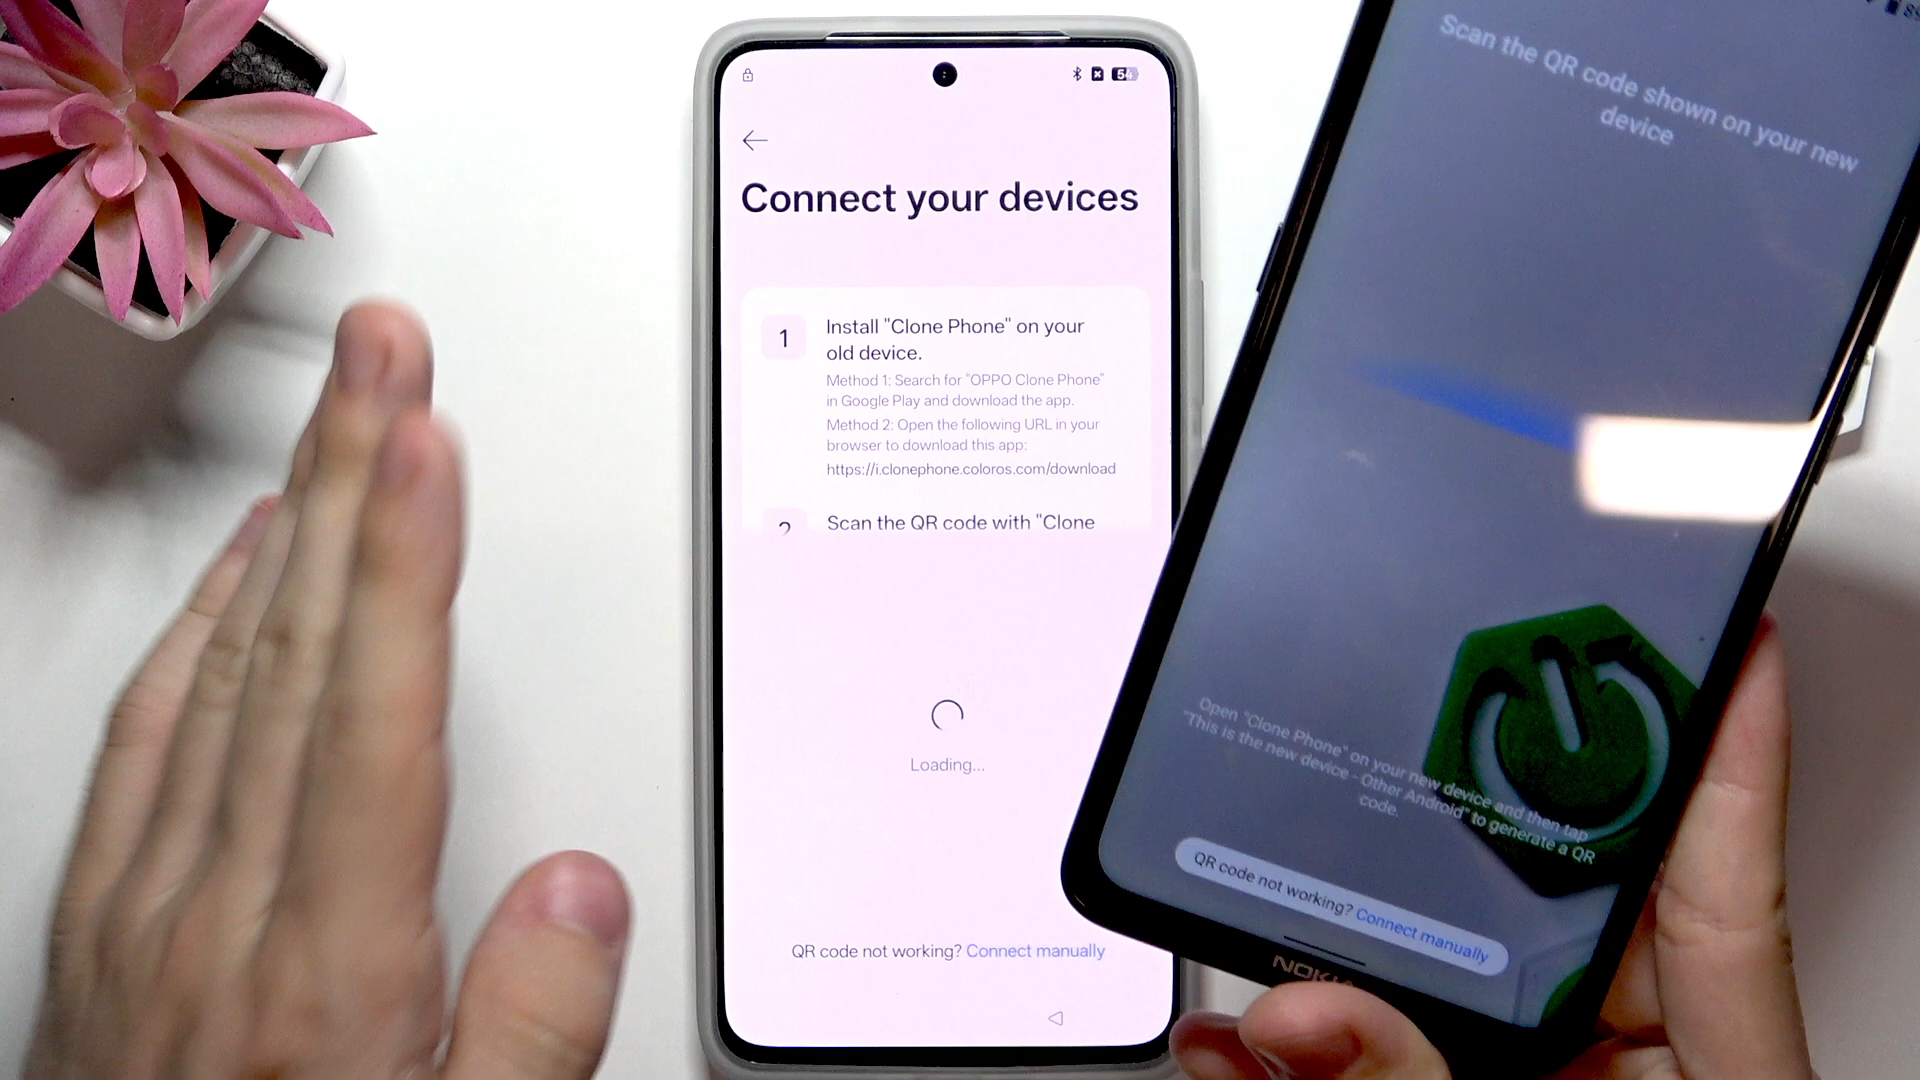 54
Connect your devices
1
Install "Clone Phone" on your
old device.
Method 1: Search for "OPPO Clone Phone"
in Google Play and download the app.
Method 2: Open the following URL in your
browser to download this app:
https://i.clonephone.coloros.com/download
2
Scan the QR code with "Clone
Loading...
QR code not working? Connect manually
Scan the QR code shown on your new
device
Open "Clone Phone" on your new device and then tap
"This is the new device - Other Android" to generate a QR
code.
QR code not working? Connect manually
NOKIA